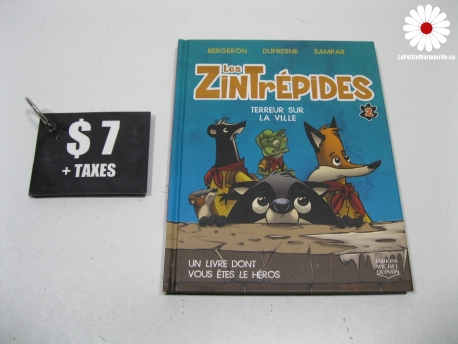 LaPetiteMarguerite.ca
$7
+ TAXES
BERGERON DUFRESNE SAMPAR
Les
ZINTrÉPIDES
2
TERREUR SUR
LA VILLE
UN LIVRE DONT
VOUS ÊTES LE HÉROS
ÉDITIONS
MICHEL
QUINTIN